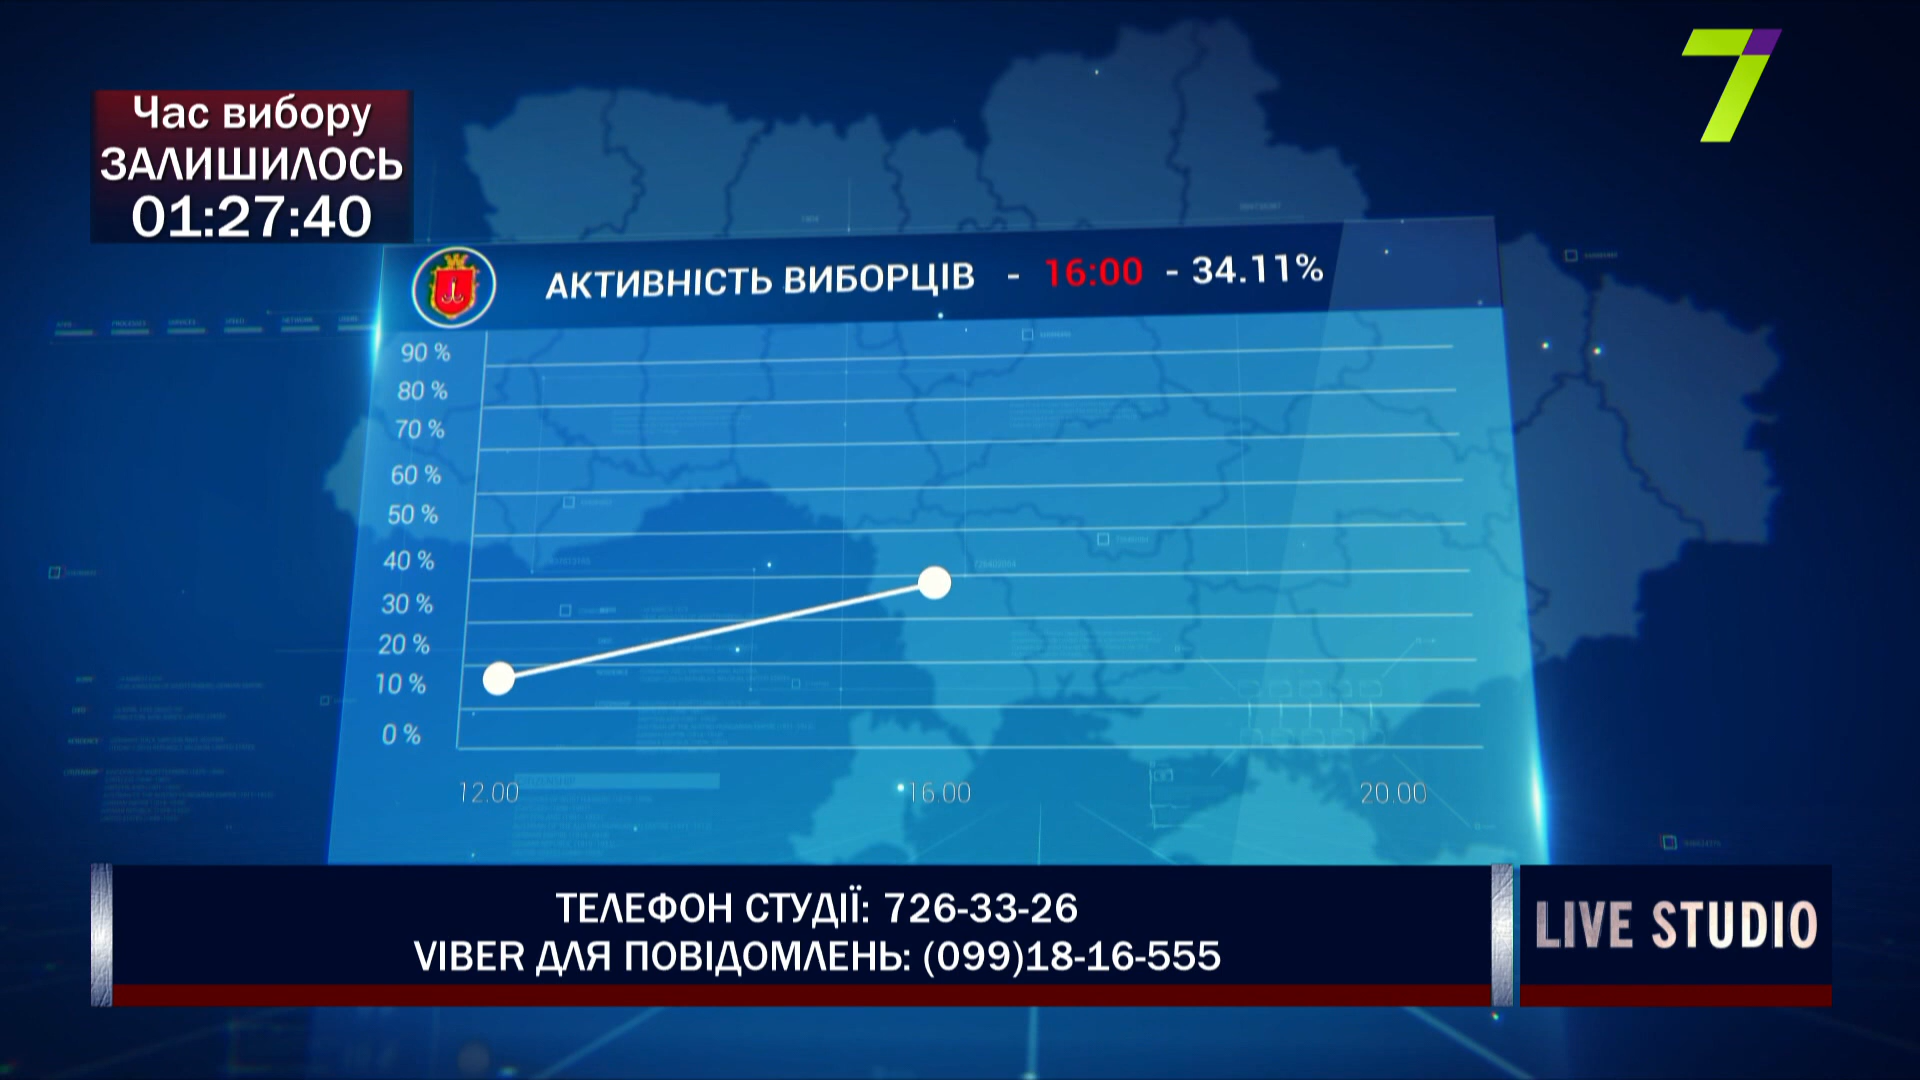 Час вибору
ЗАЛИШИЛОСЬ
01:27:40
7
АКТИВНІСТЬ ВИБОРЦІВ - 16:00 - 34.11%
90 %
80 %
70 %
60 %
50 %
40 %
30 %
20 %
10 %
0 %
12.00 16.00 20.00
ТЕЛЕФОН СТУДІЇ: 726-33-26
VIBER ДЛЯ ПОВІДОМЛЕНЬ: (099)18-16-555
LIVE STUDIO